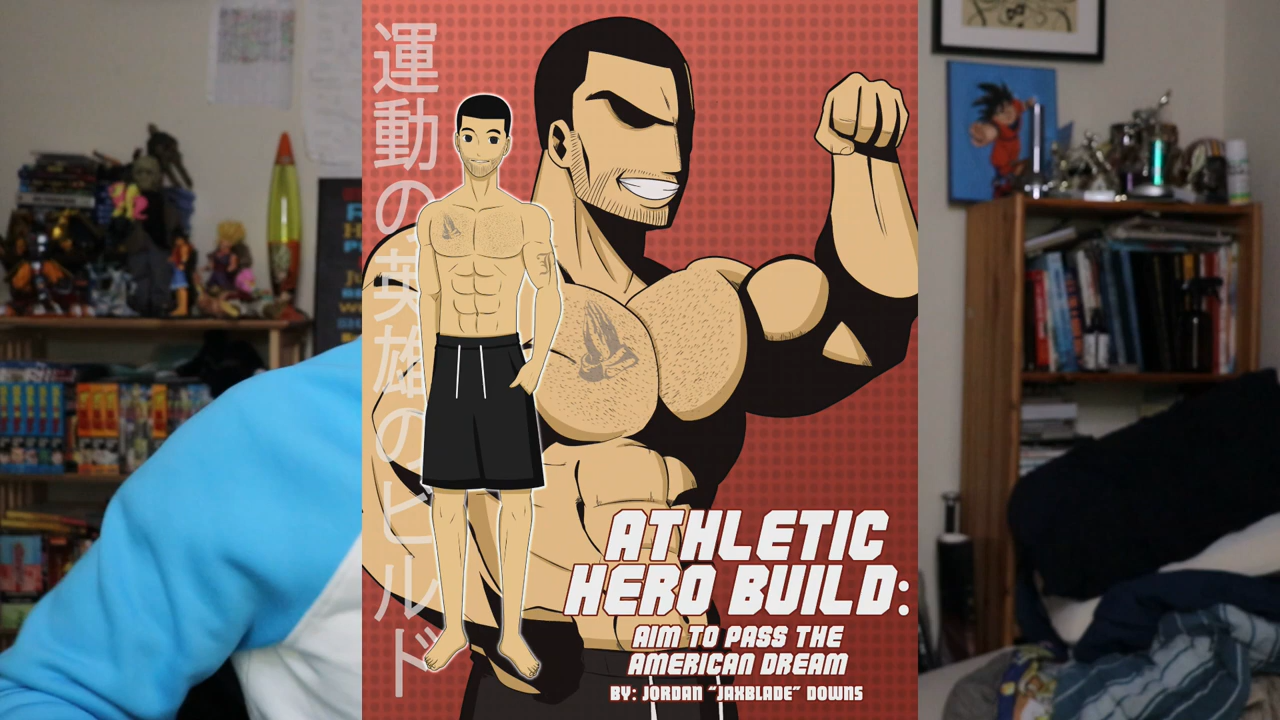 運動の英雄のビルド
ATHLETIC
HERO BUILD:
AIM TO PASS THE
AMERICAN DREAM
BY: JORDAN "JAXBLADE" DOWNS